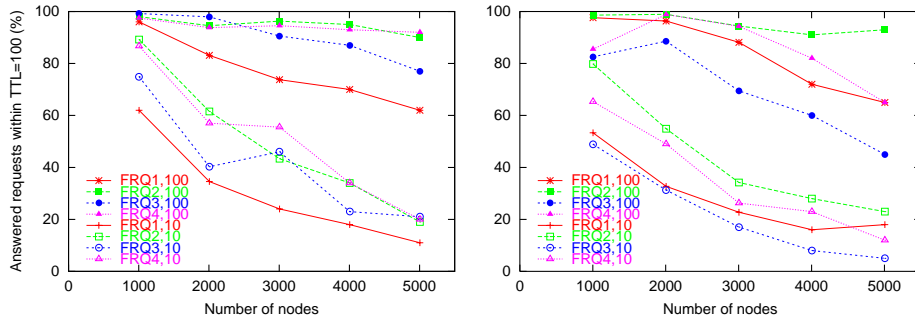 Answered requests within TTL=100 (%)
100
80
60
40
20
0
FRQ1,100
FRQ2,100
FRQ3,100
FRQ4,100
FRQ1,10
FRQ2,10
FRQ3,10
FRQ4,10
0 1000 2000 3000 4000 5000
Number of nodes
100
80
60
40
20
0
FRQ1,100
FRQ2,100
FRQ3,100
FRQ4,100
FRQ1,10
FRQ2,10
FRQ3,10
FRQ4,10
0 1000 2000 3000 4000 5000
Number of nodes